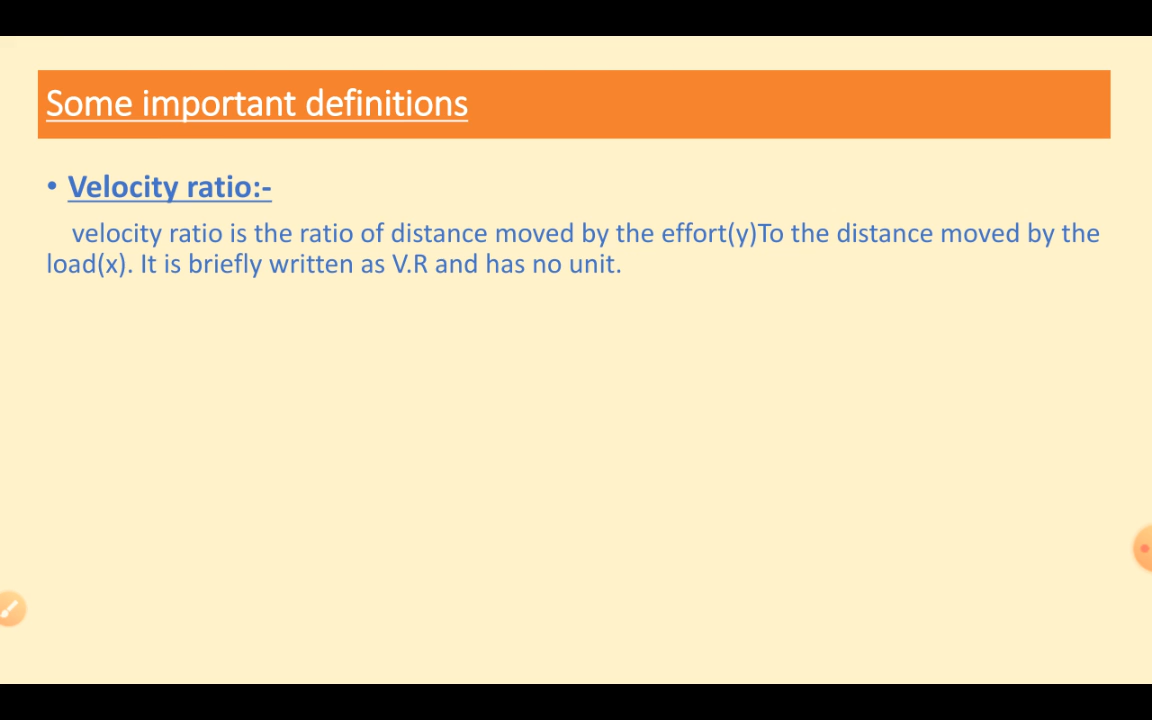 Some important definitions
• Velocity ratio:-
velocity ratio is the ratio of distance moved by the effort(y)To the distance moved by the
load(x). It is briefly written as V.R and has no unit.